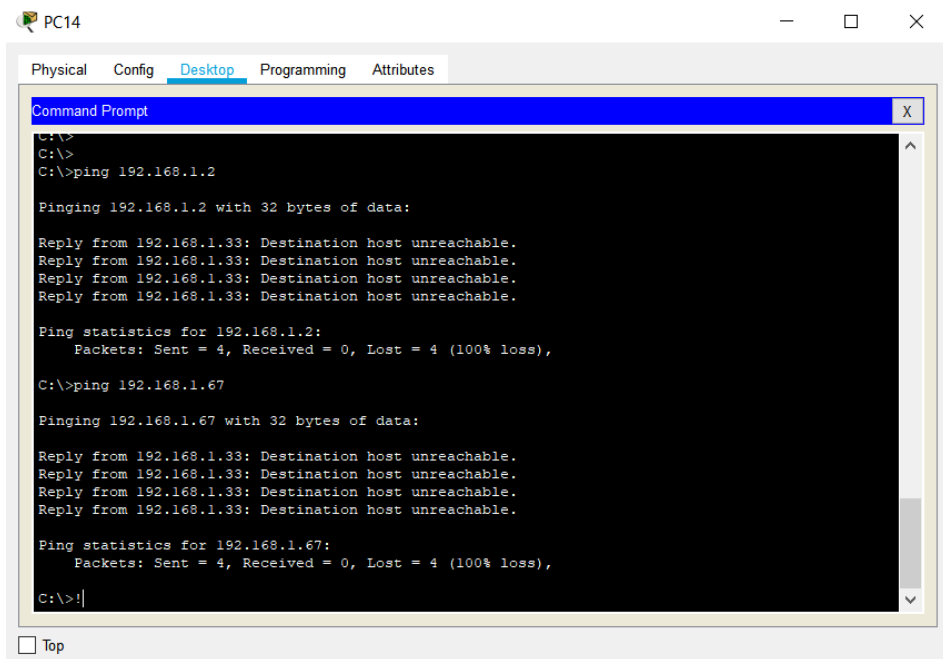 PC14
Physical Config Desktop Programming Attributes
Command Prompt
X
C:\>
C:\>
C:\>ping 192.168.1.2
Pinging 192.168.1.2 with 32 bytes of data:
Reply from 192.168.1.33: Destination host unreachable.
Reply from 192.168.1.33: Destination host unreachable.
Reply from 192.168.1.33: Destination host unreachable.
Reply from 192.168.1.33: Destination host unreachable.
Ping statistics for 192.168.1.2:
Packets: Sent = 4, Received = 0, Lost = 4 (100% loss),
C:\>ping 192.168.1.67
Pinging 192.168.1.67 with 32 bytes of data:
Reply from 192.168.1.33: Destination host unreachable.
Reply from 192.168.1.33: Destination host unreachable.
Reply from 192.168.1.33: Destination host unreachable.
Reply from 192.168.1.33: Destination host unreachable.
Ping statistics for 192.168.1.67:
Packets: Sent = 4, Received = 0, Lost = 4 (100% loss),
C:\>!
Top